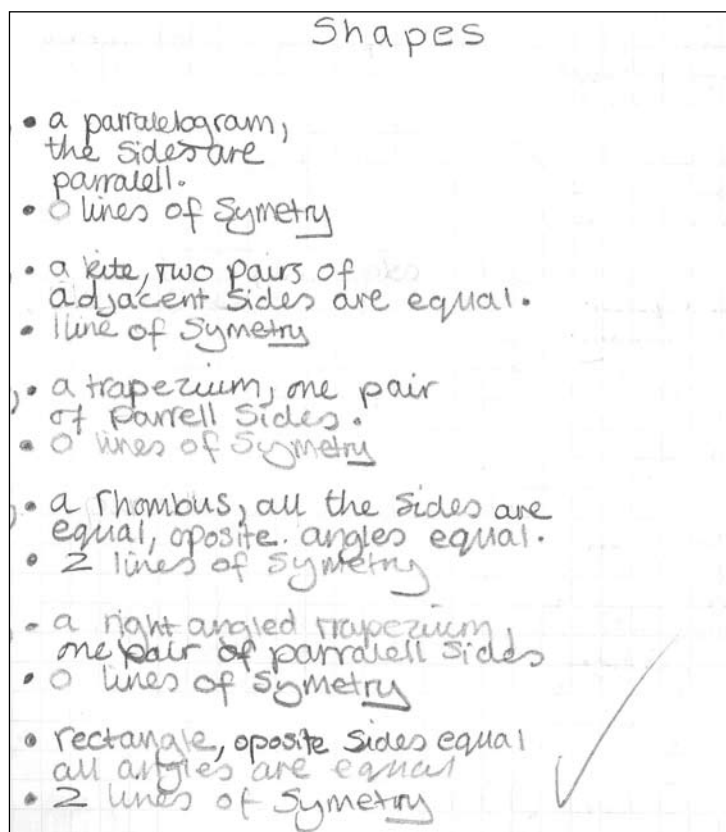 Shapes
• a parralelogram,
the sides are
parralell.
• 0 lines of Symetry
• a kite, two pairs of
adjacent sides are equal.
• 1 line of Symetry
• a trapezium, one pair
of parrell sides.
• 0 lines of Symetry
• a rhombus, all the sides are
equal, oposite. angles equal.
• 2 lines of Symetry
• a right angled trapezium,
one pair of parralell sides
• 0 lines of Symetry
• rectangle, oposite sides equal
all angles are equal
• 2 lines of Symetry